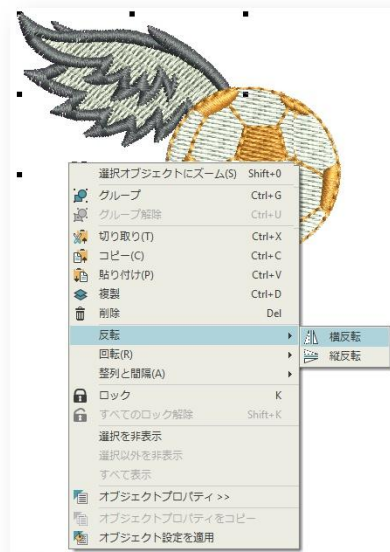 選択オブジェクトにズーム(S) Shift+0
グループ Ctrl+G
グループ解除 Ctrl+U
切り取り(T) Ctrl+X
コピー(C) Ctrl+C
貼り付け(P) Ctrl+V
複製 Ctrl+D
削除 Del
反転
横反転
回転(R)
縦反転
整列と間隔(A)
ロック K
すべてのロック解除 Shift+K
選択を非表示
選択以外を非表示
すべて表示
オブジェクトプロパティ >>
オブジェクトプロパティをコピー
オブジェクト設定を適用